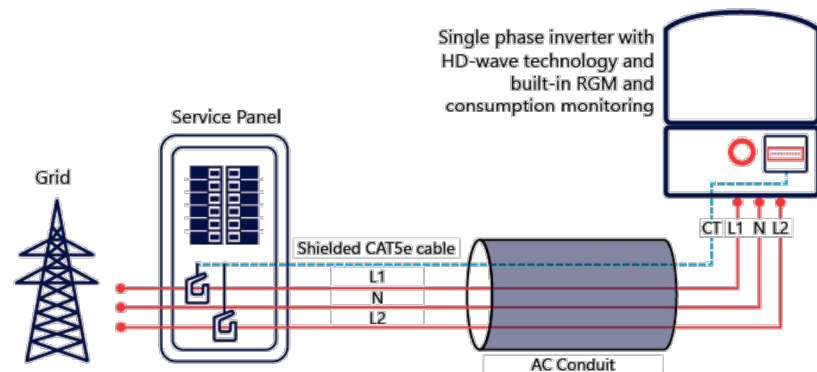 Single phase inverter with
HD-wave technology and
built-in RGM and
consumption monitoring
Service Panel
Grid
CT L1 N L2
Shielded CAT5e cable
L1
N
L2
AC Conduit